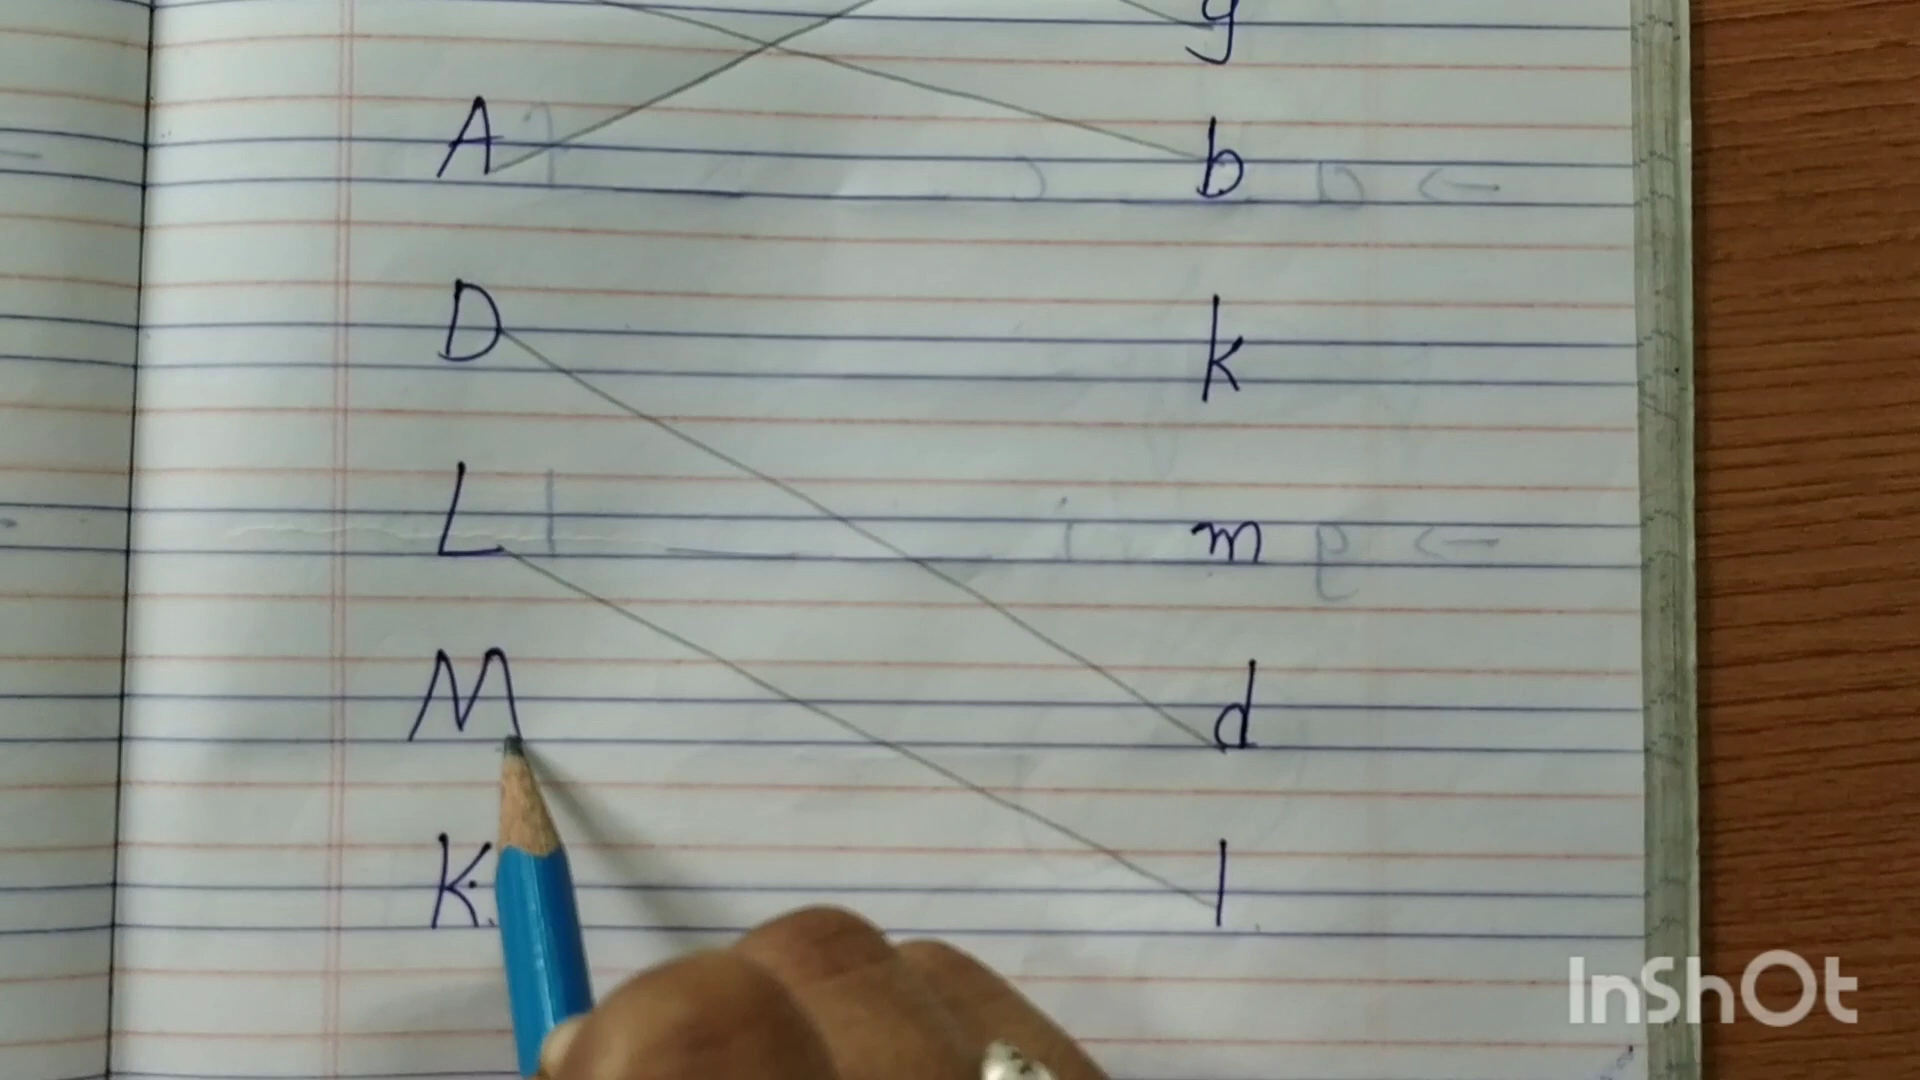 g
A b
D k
L m
M d
K l
InShOt